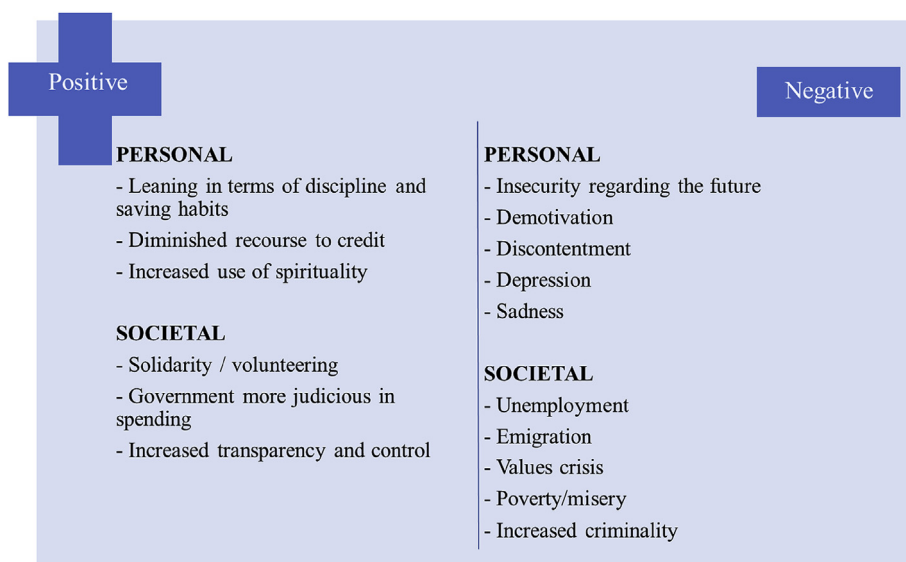 Positive
PERSONAL
- Leaning in terms of discipline and
saving habits
- Diminished recourse to credit
- Increased use of spirituality
SOCIETAL
- Solidarity / volunteering
- Government more judicious in
spending
- Increased transparency and control
Negative
PERSONAL
- Insecurity regarding the future
- Demotivation
- Discontentment
- Depression
- Sadness
SOCIETAL
- Unemployment
- Emigration
- Values crisis
- Poverty/misery
- Increased criminality